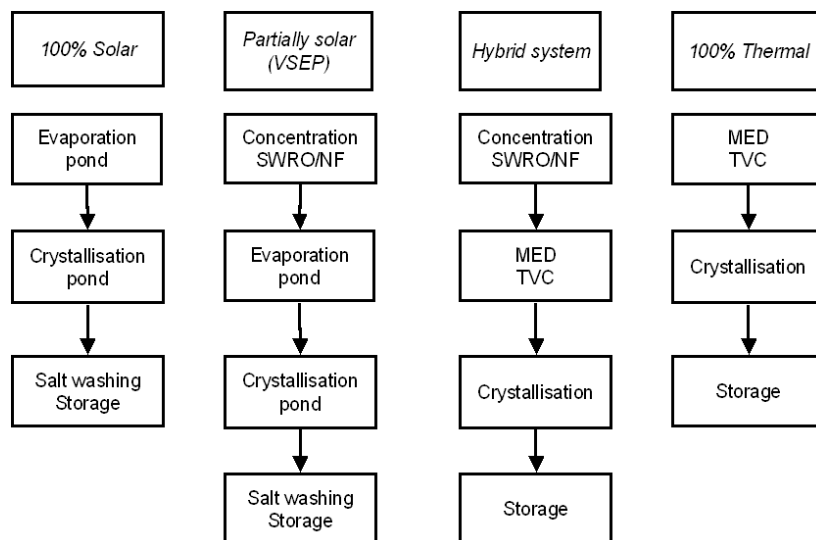 100% Solar
Partially solar
(VSEP)
Hybrid system
100% Thermal
Evaporation
pond
Concentration
SWRO/NF
Concentration
SWRO/NF
MED
TVC
Crystallisation
pond
Evaporation
pond
MED
TVC
Crystallisation
Salt washing
Storage
Crystallisation
pond
Crystallisation
Storage
Salt washing
Storage
Storage